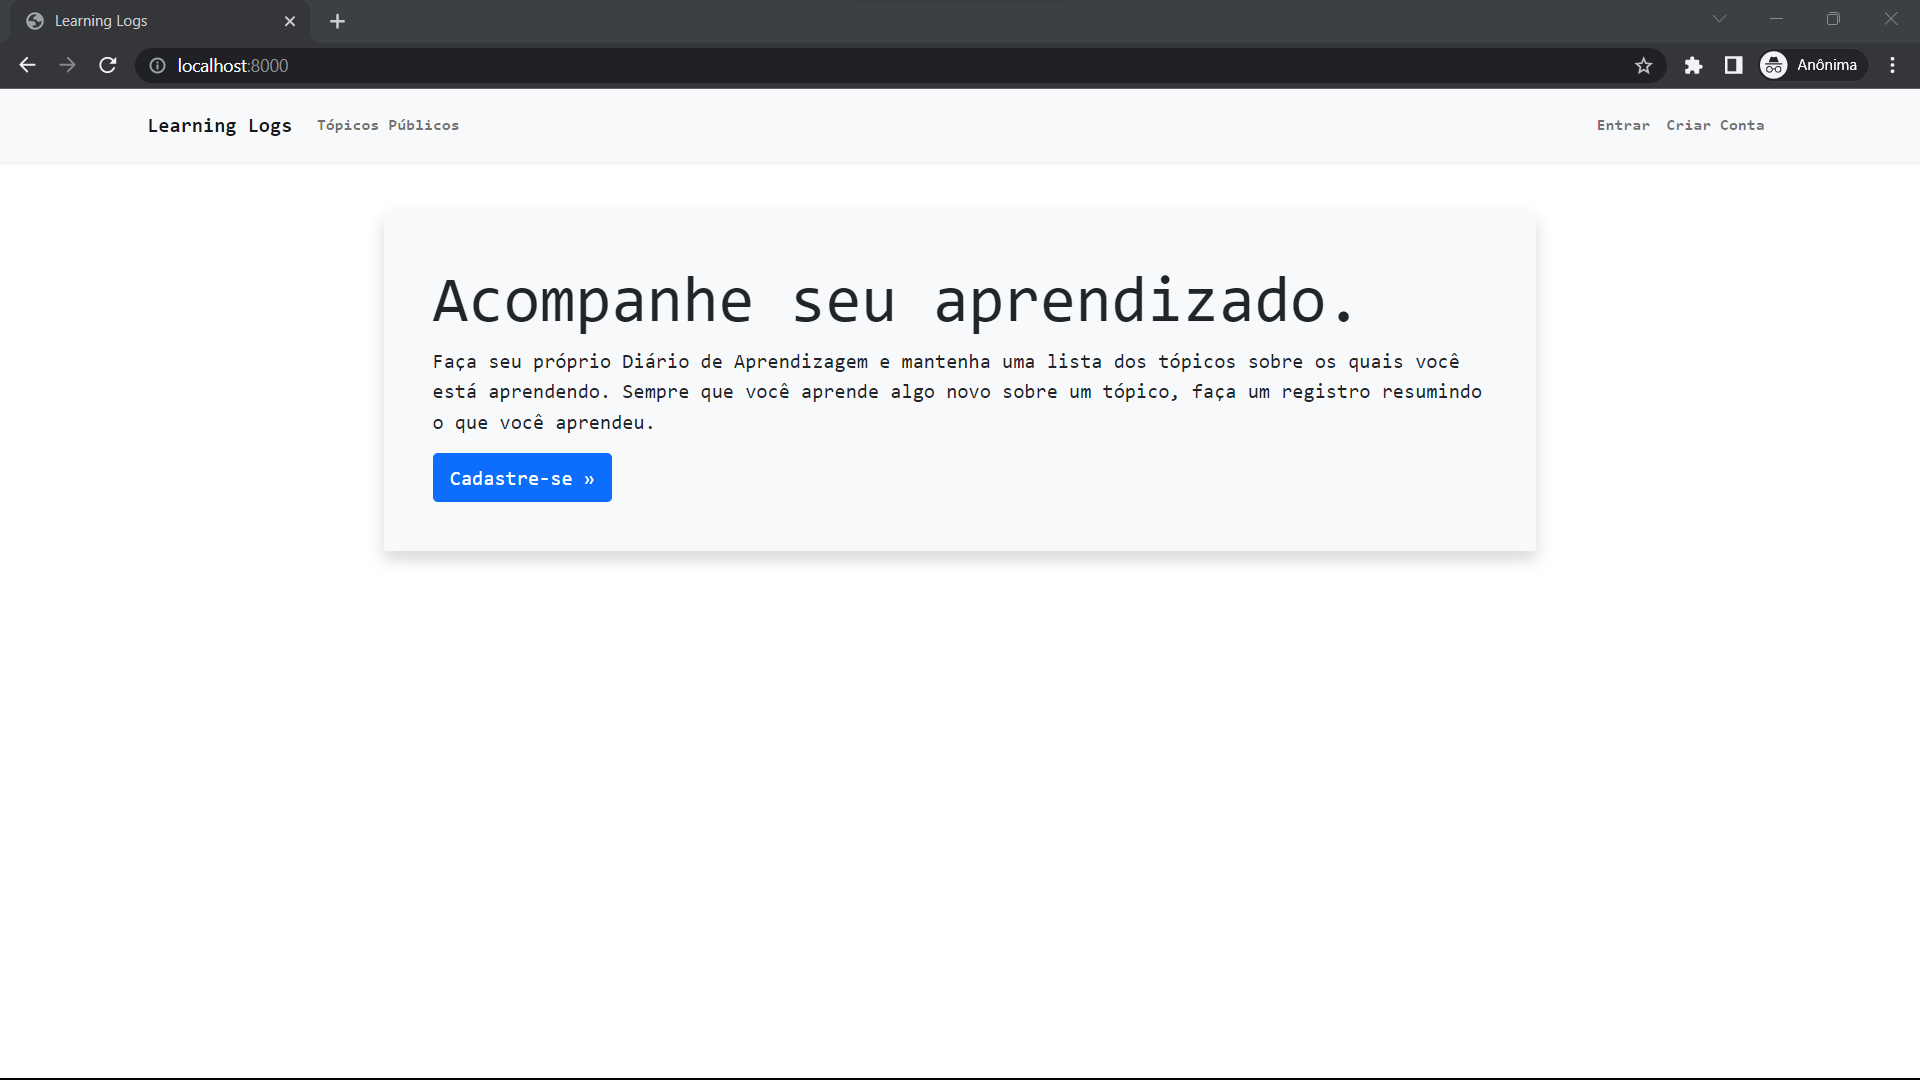 Learning Logs
localhost:8000
Anônima
Learning Logs Tópicos Públicos Entrar Criar Conta
Acompanhe seu aprendizado.
Faça seu próprio Diário de Aprendizagem e mantenha uma lista dos tópicos sobre os quais você
está aprendendo. Sempre que você aprende algo novo sobre um tópico, faça um registro resumindo
o que você aprendeu.
Cadastre-se »